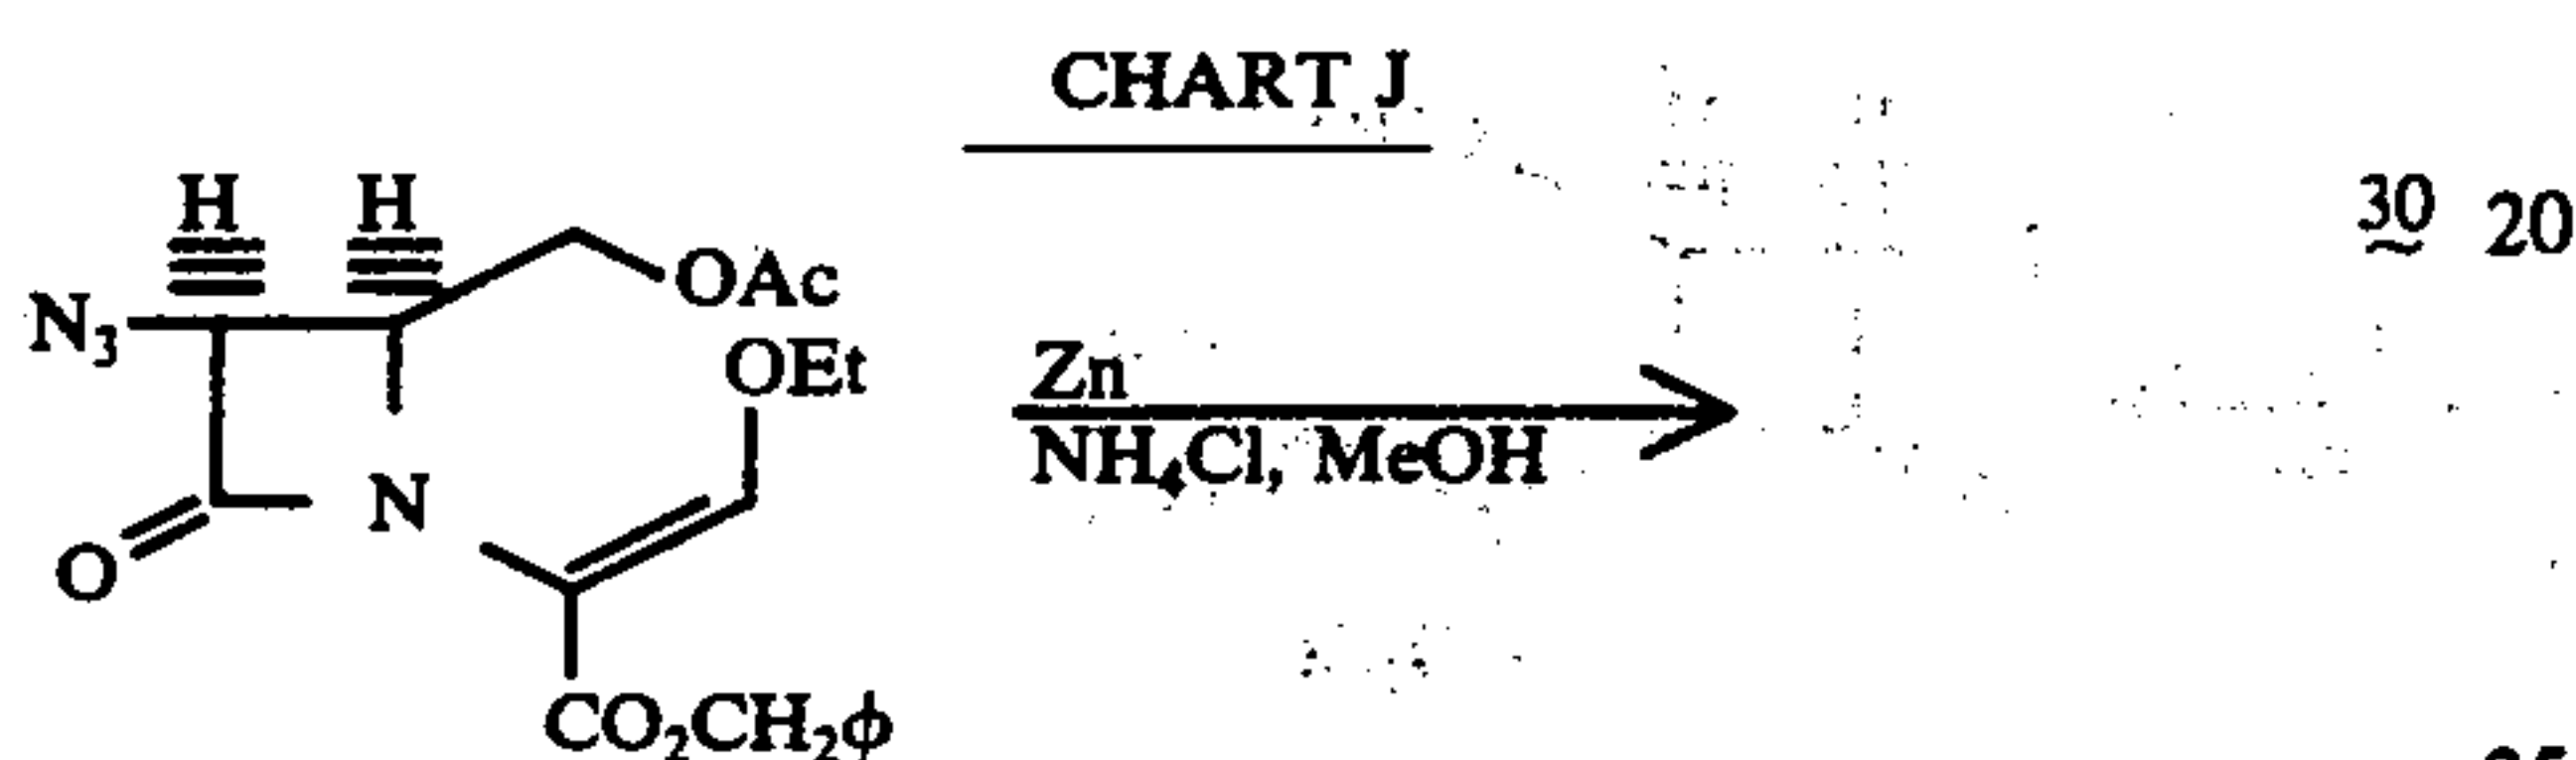 CHART J
30 20
H H
N₃
OAc
OEt
Zn
NH₄Cl, MeOH
N
O
CO₂CH₂ϕ